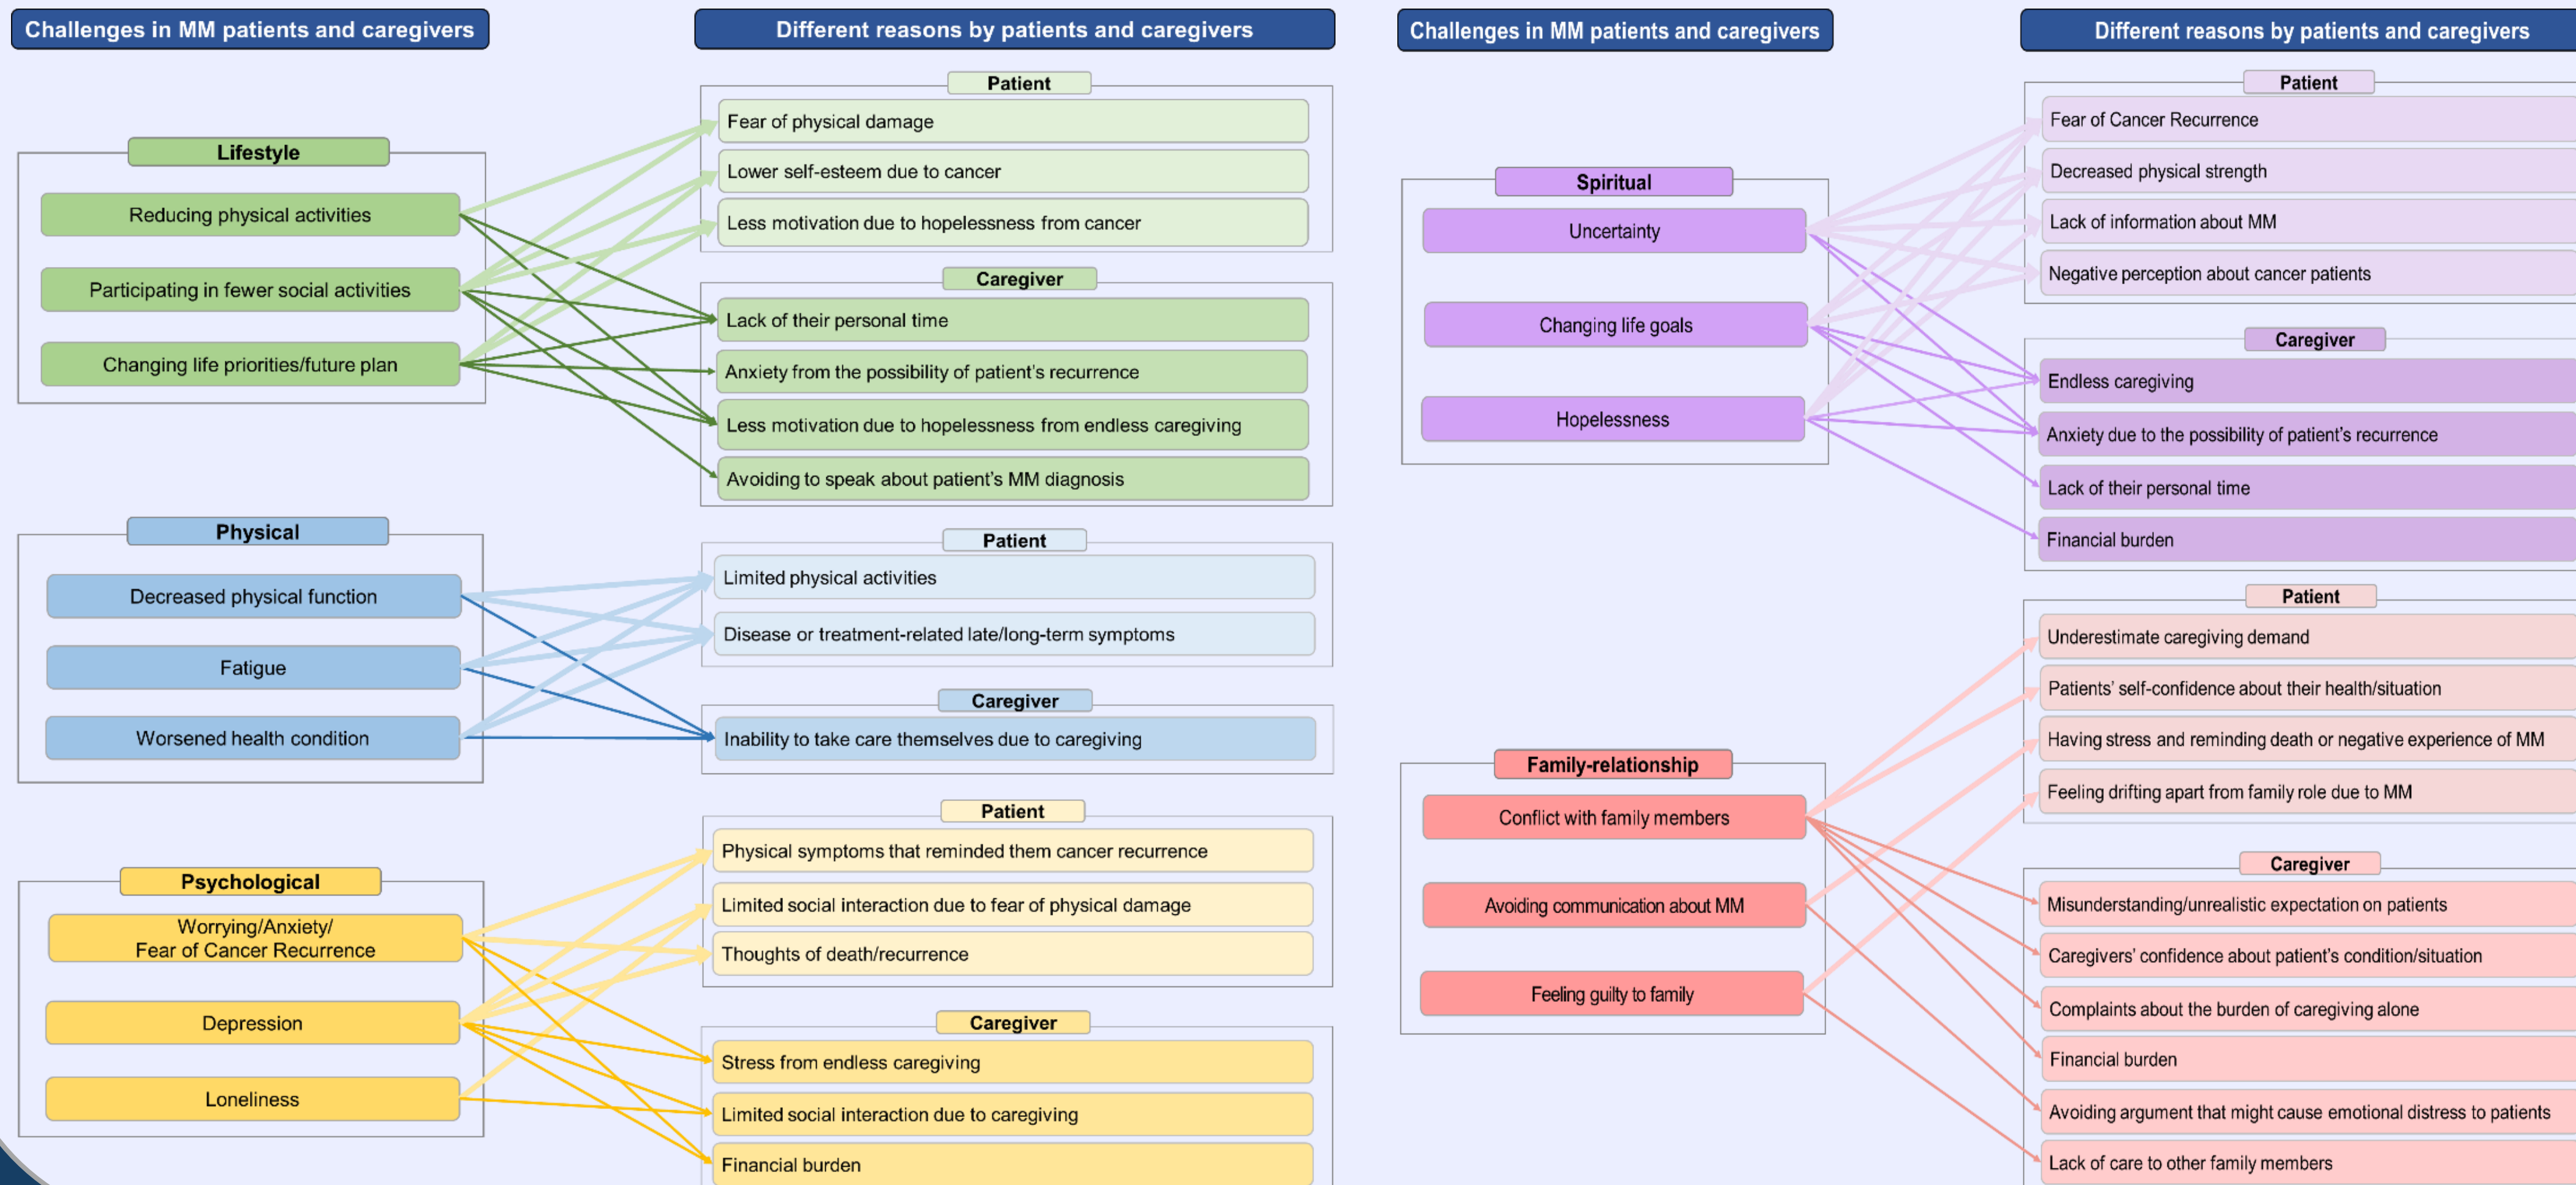 Challenges in MM patients and caregivers
Different reasons by patients and caregivers
Lifestyle
Reducing physical activities
Participating in fewer social activities
Changing life priorities/future plan
Patient
Fear of physical damage
Lower self-esteem due to cancer
Less motivation due to hopelessness from cancer
Caregiver
Lack of their personal time
Anxiety from the possibility of patient's recurrence
Less motivation due to hopelessness from endless caregiving
Avoiding to speak about patient's MM diagnosis
Physical
Decreased physical function
Fatigue
Worsened health condition
Patient
Limited physical activities
Disease or treatment-related late/long-term symptoms
Caregiver
Inability to take care themselves due to caregiving
Psychological
Worrying/Anxiety/
Fear of Cancer Recurrence
Depression
Loneliness
Patient
Physical symptoms that reminded them cancer recurrence
Limited social interaction due to fear of physical damage
Thoughts of death/recurrence
Caregiver
Stress from endless caregiving
Limited social interaction due to caregiving
Financial burden
Challenges in MM patients and caregivers
Different reasons by patients and caregivers
Spiritual
Uncertainty
Changing life goals
Hopelessness
Patient
Fear of Cancer Recurrence
Decreased physical strength
Lack of information about MM
Negative perception about cancer patients
Caregiver
Endless caregiving
Anxiety due to the possibility of patient's recurrence
Lack of their personal time
Financial burden
Family-relationship
Conflict with family members
Avoiding communication about MM
Feeling guilty to family
Patient
Underestimate caregiving demand
Patients' self-confidence about their health/situation
Having stress and reminding death or negative experience of MM
Feeling drifting apart from family role due to MM
Caregiver
Misunderstanding/unrealistic expectation on patients
Caregivers' confidence about patient's condition/situation
Complaints about the burden of caregiving alone
Financial burden
Avoiding argument that might cause emotional distress to patients
Lack of care to other family members